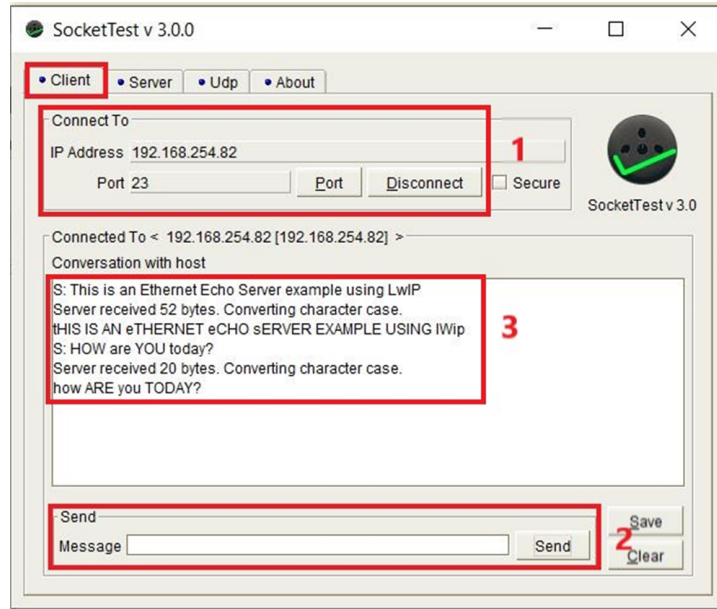 SocketTest v 3.0.0
Client
Server
Udp
About
Connect To
IP Address 192.168.254.82
1
Port 23
Port
Disconnect
Secure
SocketTest v 3.0
Connected To < 192.168.254.82 [192.168.254.82] >
Conversation with host
S: This is an Ethernet Echo Server example using LwIP
Server received 52 bytes. Converting character case.
tHIS IS AN eTHERNET eCHO sERVER EXAMPLE USING lWip
S: HOW are YOU today?
Server received 20 bytes. Converting character case.
how ARE you TODAY?
3
Send
Message
Send
2
Save
Clear